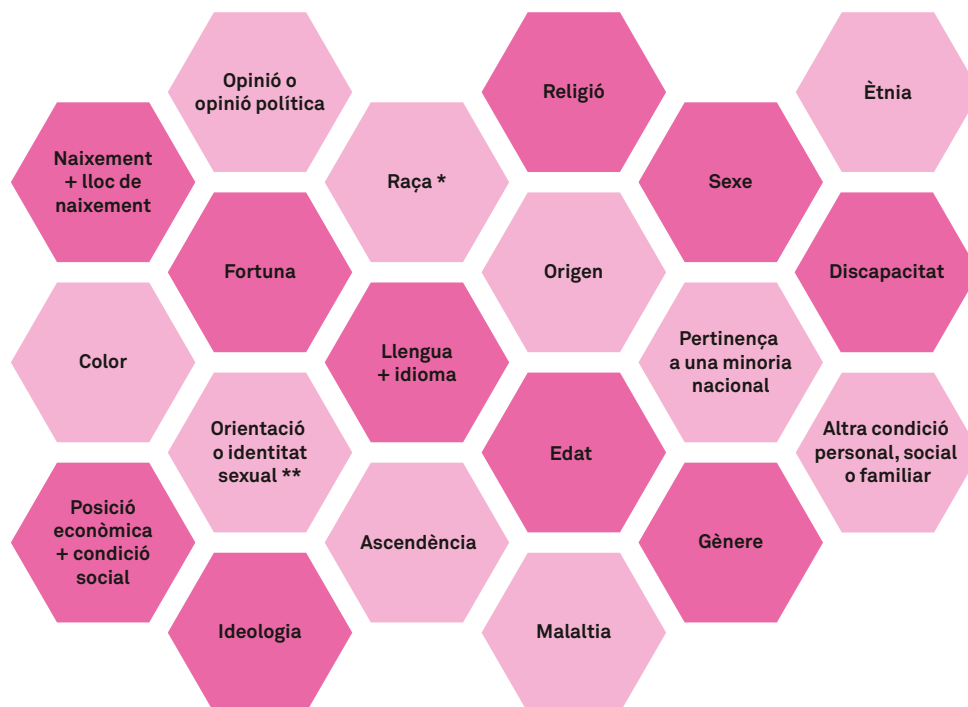 Opinió o
opinió política
Religió
Ètnia
Naixement
+ lloc de
naixement
Raça *
Sexe
Fortuna
Origen
Discapacitat
Color
Llengua
+ idioma
Pertinença
a una minoria
nacional
Orientació
o identitat
sexual **
Edat
Altra condició
personal, social
o familiar
Posició
econòmica
+ condició
social
Ascendència
Gènere
Ideologia
Malaltia